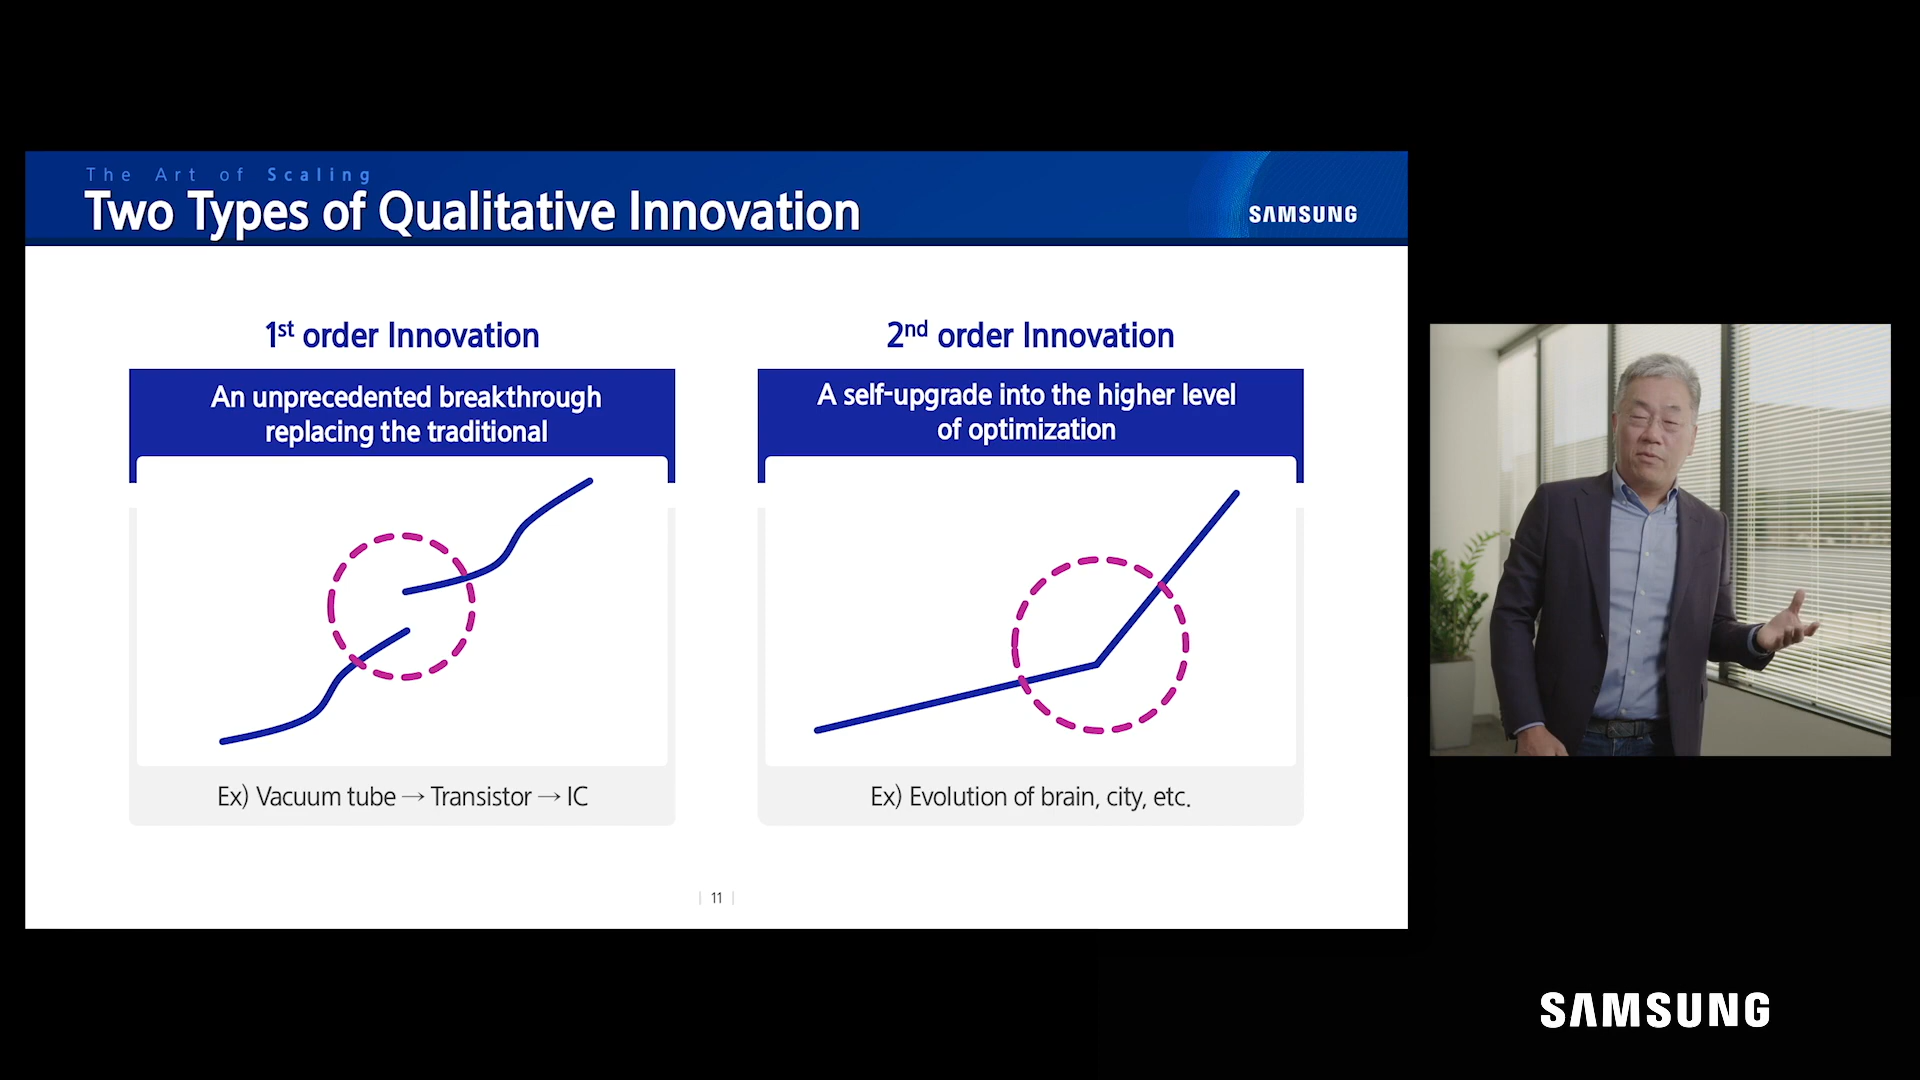 The Art of Scaling
Two Types of Qualitative Innovation
SAMSUNG
1st order Innovation
An unprecedented breakthrough
replacing the traditional
Ex) Vacuum tube → Transistor → IC
2nd order Innovation
A self-upgrade into the higher level
of optimization
Ex) Evolution of brain, city, etc.
11
SAMSUNG